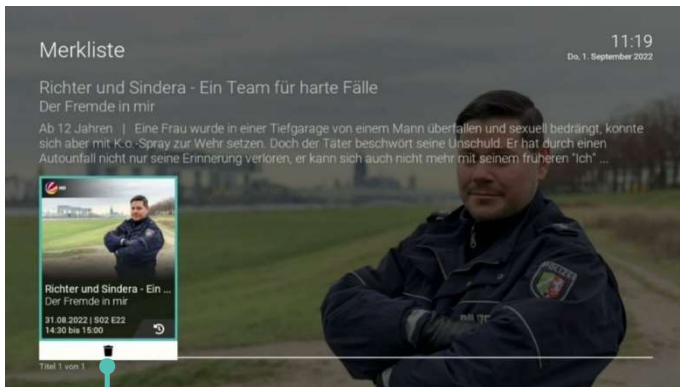 Merkliste
11:19
Do, 1. September 2022
Richter und Sindera - Ein Team für harte Fälle
Der Fremde in mir
Ab 12 Jahren | Eine Frau wurde in einer Tiefgarage von einem Mann überfallen und sexuell bedrängt, konnte
sich aber mit K.o.-Spray zur Wehr setzen. Doch der Täter beschwört seine Unschuld. Er hat durch einen
Autounfall nicht nur seine Erinnerung verloren, er kann sich auch nicht mehr mit seinem früheren "Ich" ...
HD
Richter und Sindera - Ein ...
Der Fremde in mir
31.08.2022 | S02 E22
14:30 bis 15:00
Titel 1 von 1